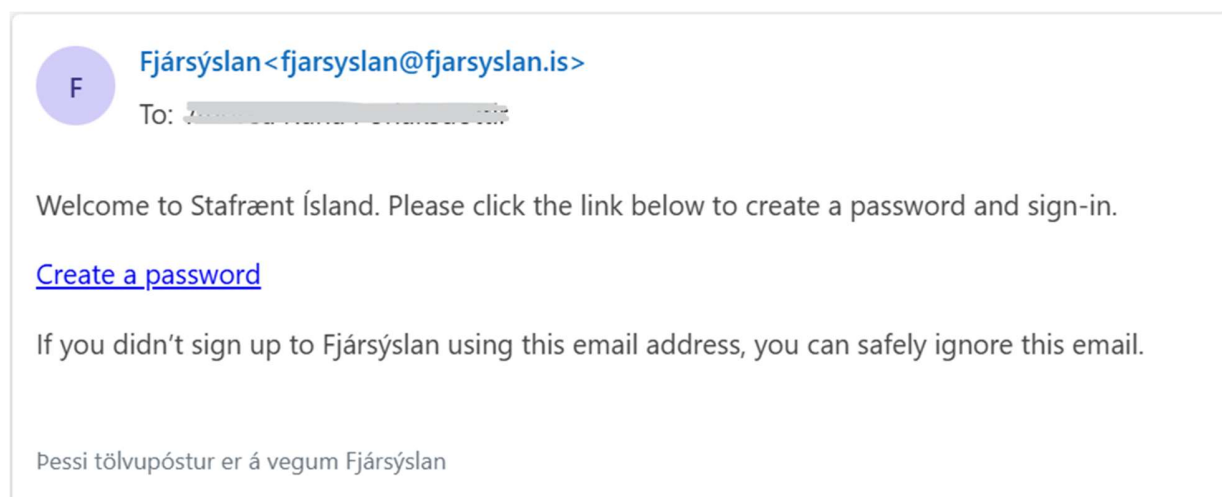 F
Fjársýslan<fjarsyslan@fjarsyslan.is>
To:
Welcome to Stafrænt Ísland. Please click the link below to create a password and sign-in.
Create a password
If you didn’t sign up to Fjársýslan using this email address, you can safely ignore this email.
Þessi tölvupóstur er á vegum Fjársýslan